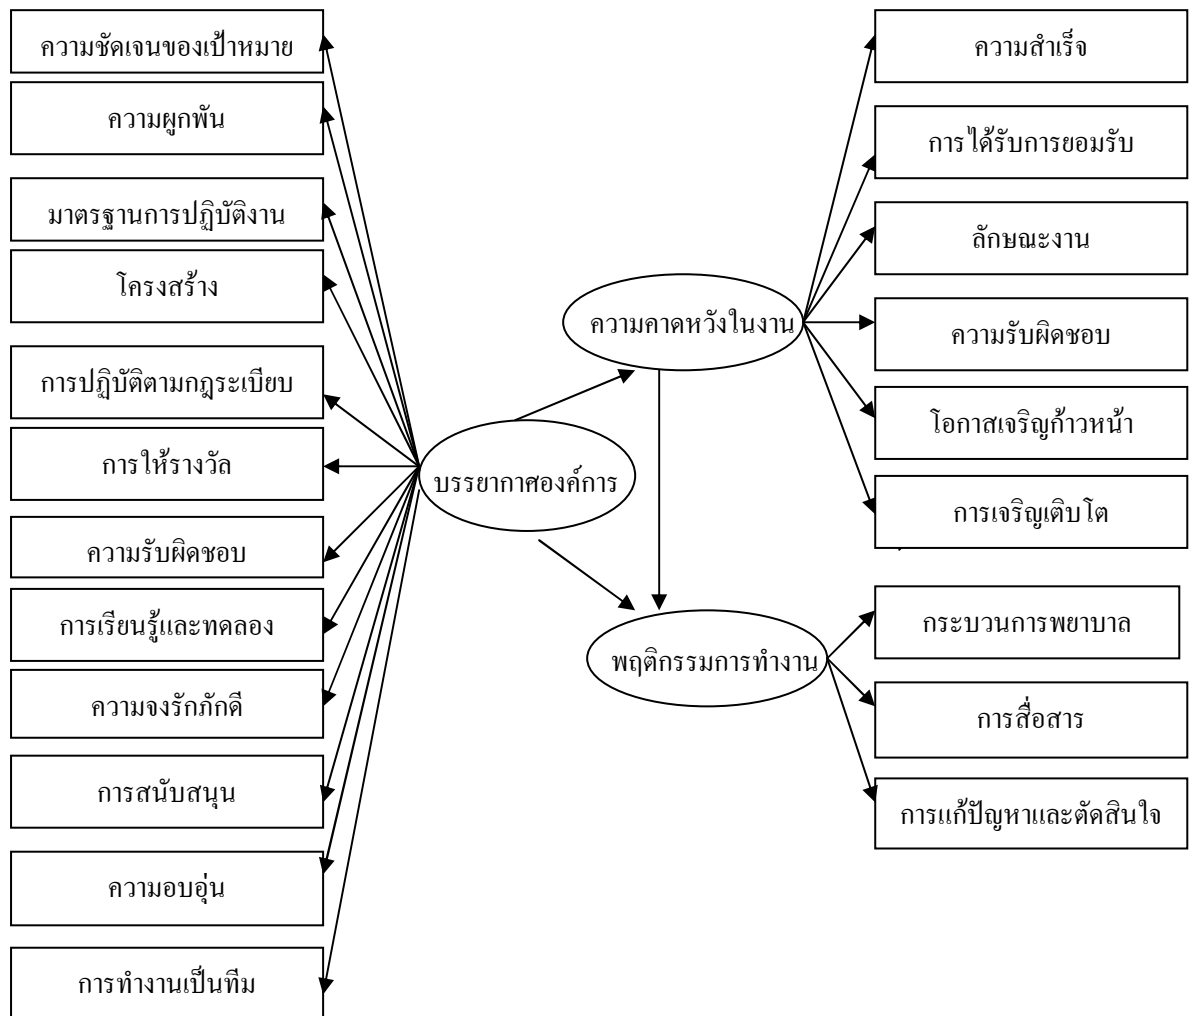 ความชัดเจนของเป้าหมาย
ความผูกพัน
มาตรฐานการปฏิบัติงาน
โครงสร้าง
การปฏิบัติตามกฎระเบียบ
การให้รางวัล
ความรับผิดชอบ
การเรียนรู้และทดลอง
ความจงรักภักดี
การสนับสนุน
ความอบอุ่น
การทำงานเป็นทีม
บรรยากาศองค์การ
ความคาดหวังในงาน
พฤติกรรมการทำงาน
ความสำเร็จ
การได้รับการยอมรับ
ลักษณะงาน
ความรับผิดชอบ
โอกาสเจริญก้าวหน้า
การเจริญเติบโต
กระบวนการพยาบาล
การสื่อสาร
การแก้ปัญหาและตัดสินใจ